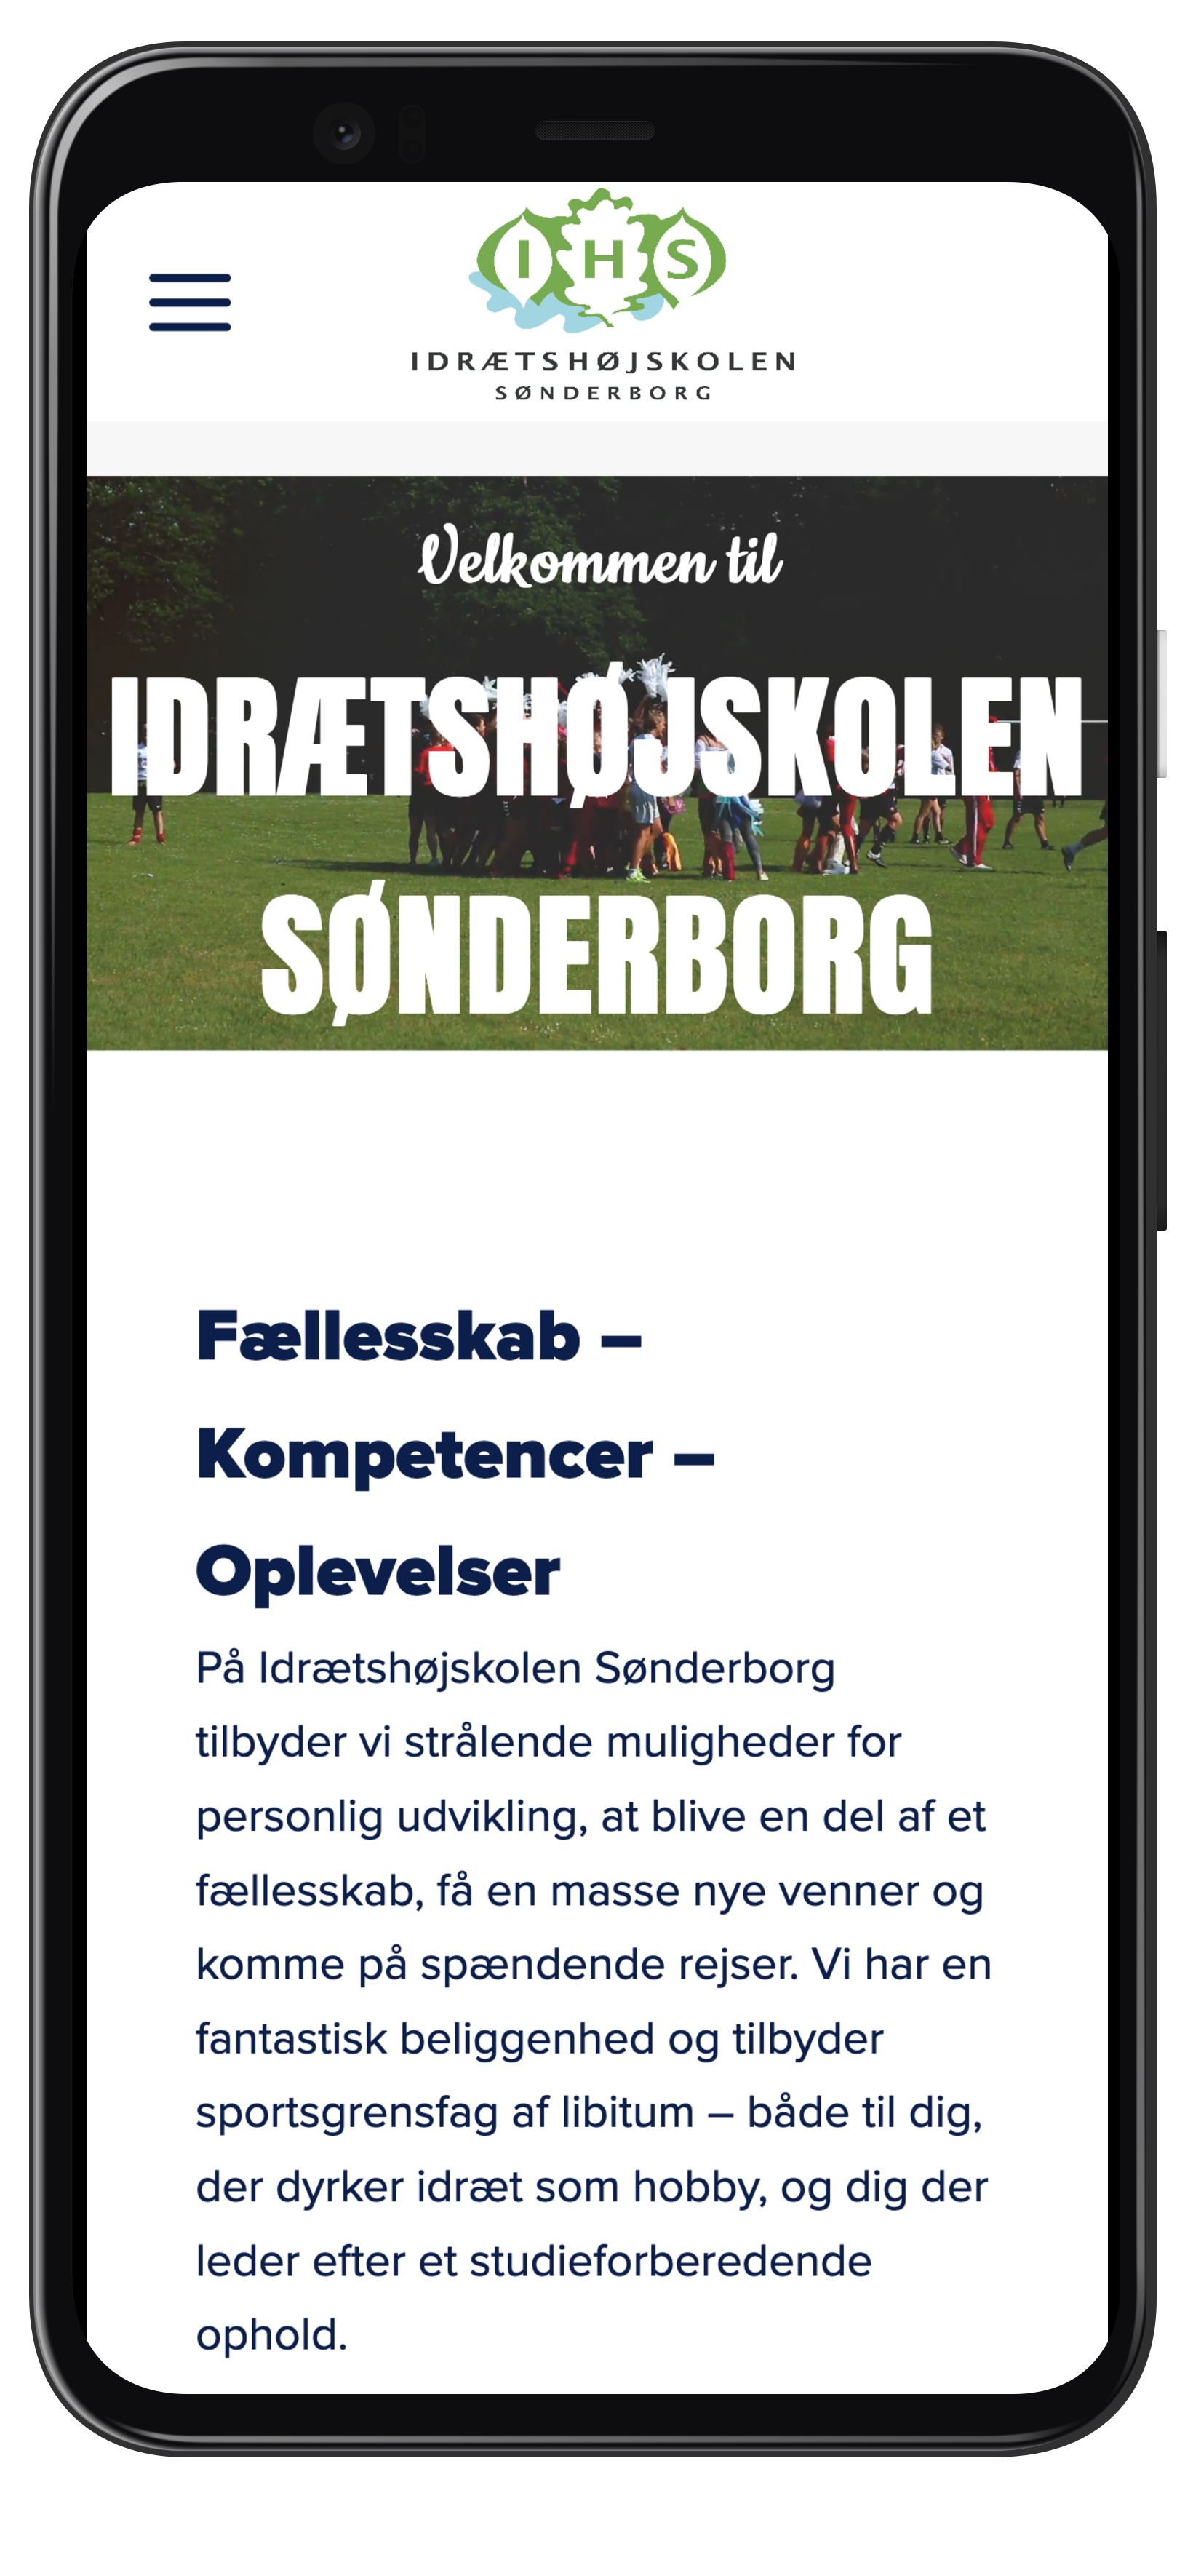 IHS
IDRÆTSHØJSKOLEN
SØNDERBORG
Velkommen til
IDRÆTSHØJSKOLEN
SØNDERBORG
Fællesskab –
Kompetencer –
Oplevelser
På Idrætshøjskolen Sønderborg
tilbyder vi strålende muligheder for
personlig udvikling, at blive en del af et
fællesskab, få en masse nye venner og
komme på spændende rejser. Vi har en
fantastisk beliggenhed og tilbyder
sportsgrensfag af libitum – både til dig,
der dyrker idræt som hobby, og dig der
leder efter et studieforberedende
ophold.